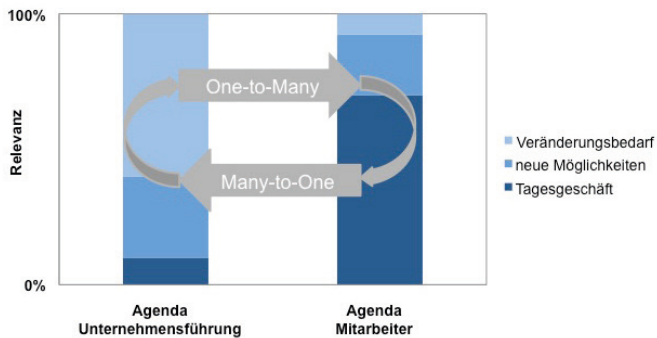 100%
Relevanz
0%
One-to-Many
Many-to-One
Veränderungsbedarf
neue Möglichkeiten
Tagesgeschäft
Agenda
Unternehmensführung
Agenda
Mitarbeiter